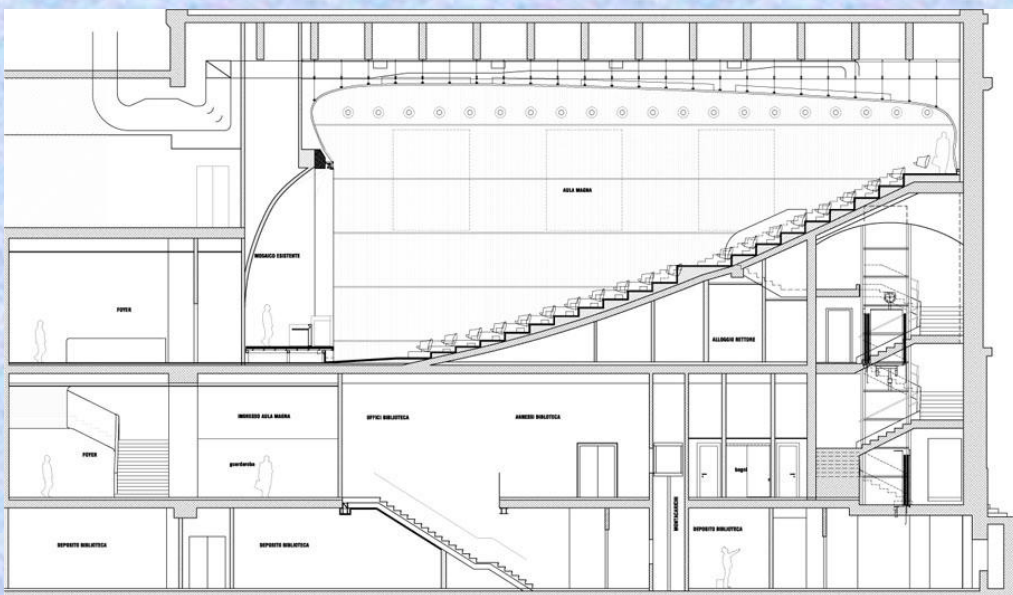 AULA MAGNA
MOSAICO ESISTENTE
FOYER
ALLOGGIO RETTORE
INGRESSO AULA MAGNA
UFFICI BIBLIOTECA
ANNESSI BIBLIOTECA
FOYER
guardaroba
bagni
MONTACARICHI
DEPOSITO BIBLIOTECA
DEPOSITO BIBLIOTECA
DEPOSITO BIBLIOTECA